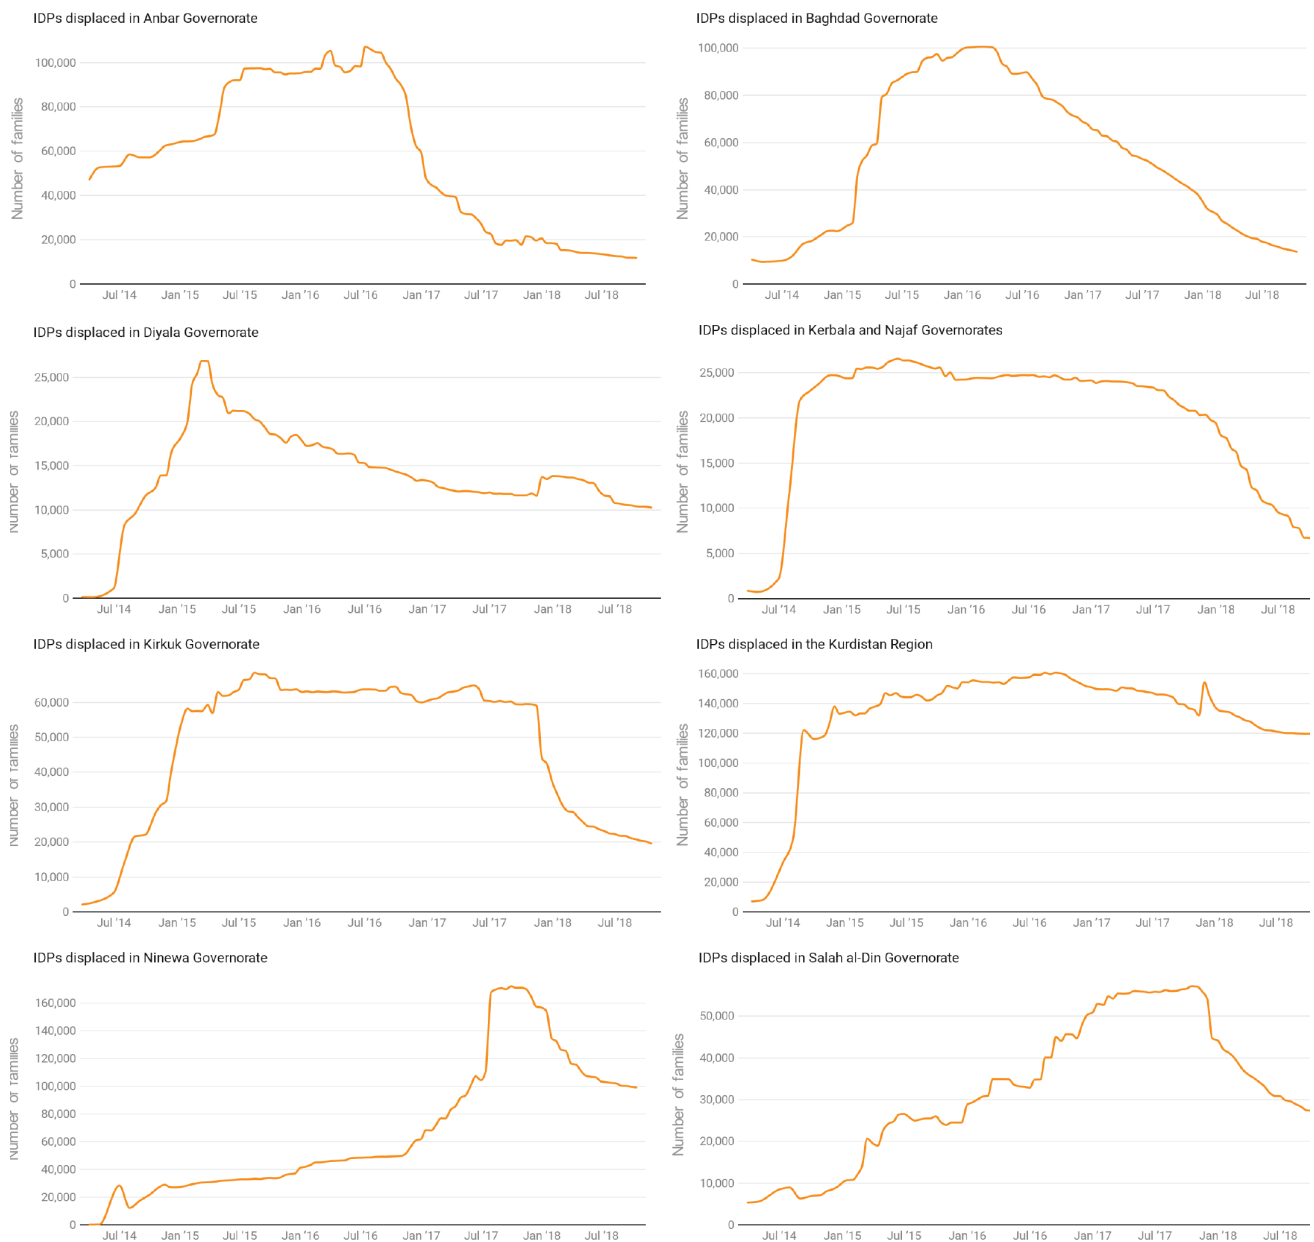 IDPs displaced in Anbar Governorate
Number of families
100,000
80,000
60,000
40,000
20,000
0
Jul '14 Jan '15 Jul '15 Jan '16 Jul '16 Jan '17 Jul '17 Jan '18 Jul '18
IDPs displaced in Baghdad Governorate
Number of families
100,000
80,000
60,000
40,000
20,000
0
Jul '14 Jan '15 Jul '15 Jan '16 Jul '16 Jan '17 Jul '17 Jan '18 Jul '18
IDPs displaced in Diyala Governorate
Number of families
25,000
20,000
15,000
10,000
5,000
0
Jul '14 Jan '15 Jul '15 Jan '16 Jul '16 Jan '17 Jul '17 Jan '18 Jul '18
IDPs displaced in Kerbala and Najaf Governorates
Number of families
25,000
20,000
15,000
10,000
5,000
0
Jul '14 Jan '15 Jul '15 Jan '16 Jul '16 Jan '17 Jul '17 Jan '18 Jul '18
IDPs displaced in Kirkuk Governorate
Number of families
60,000
50,000
40,000
30,000
20,000
10,000
0
Jul '14 Jan '15 Jul '15 Jan '16 Jul '16 Jan '17 Jul '17 Jan '18 Jul '18
IDPs displaced in the Kurdistan Region
Number of families
160,000
140,000
120,000
100,000
80,000
60,000
40,000
20,000
0
Jul '14 Jan '15 Jul '15 Jan '16 Jul '16 Jan '17 Jul '17 Jan '18 Jul '18
IDPs displaced in Ninewa Governorate
Number of families
160,000
140,000
120,000
100,000
80,000
60,000
40,000
20,000
0
Jul '14 Jan '15 Jul '15 Jan '16 Jul '16 Jan '17 Jul '17 Jan '18 Jul '18
IDPs displaced in Salah al-Din Governorate
Number of families
50,000
40,000
30,000
20,000
10,000
0
Jul '14 Jan '15 Jul '15 Jan '16 Jul '16 Jan '17 Jul '17 Jan '18 Jul '18